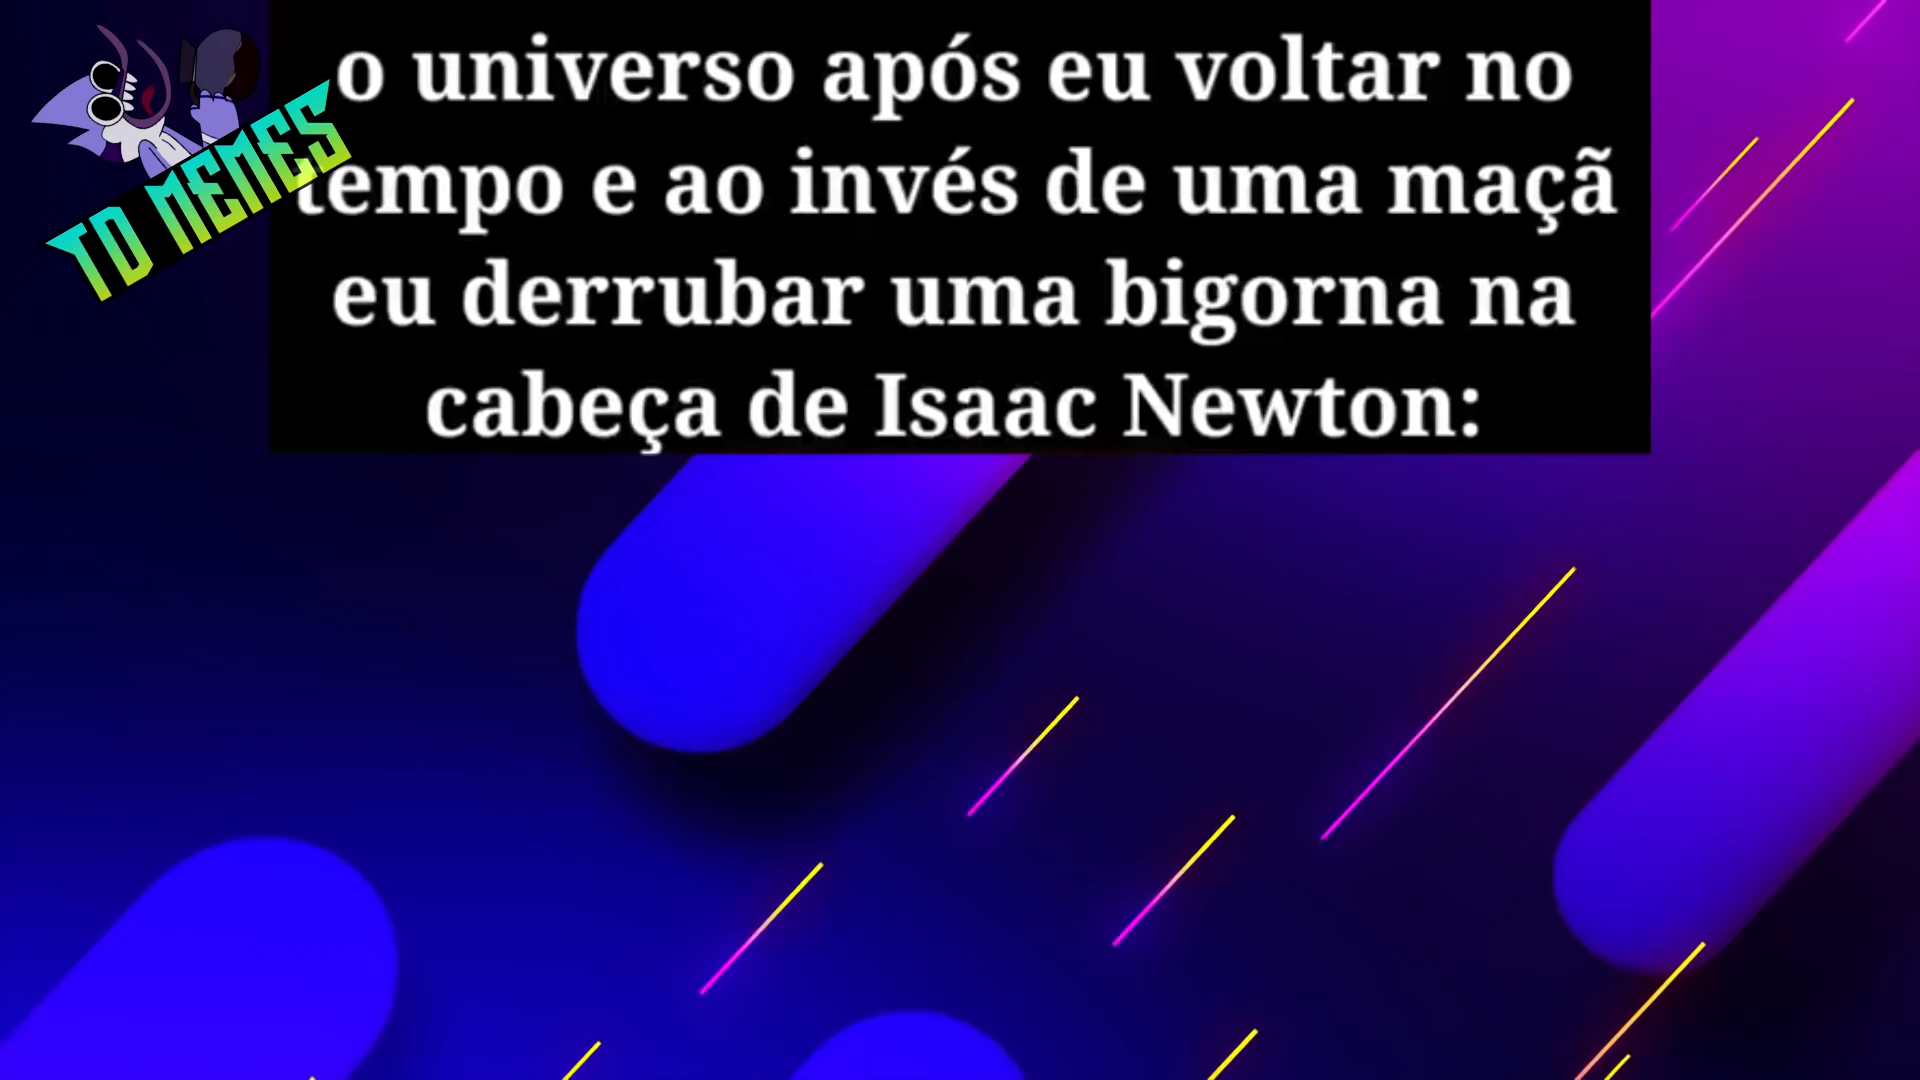 o universo após eu voltar no
tempo e ao invés de uma maçã
eu derrubar uma bigorna na
cabeça de Isaac Newton:
TD MEMES